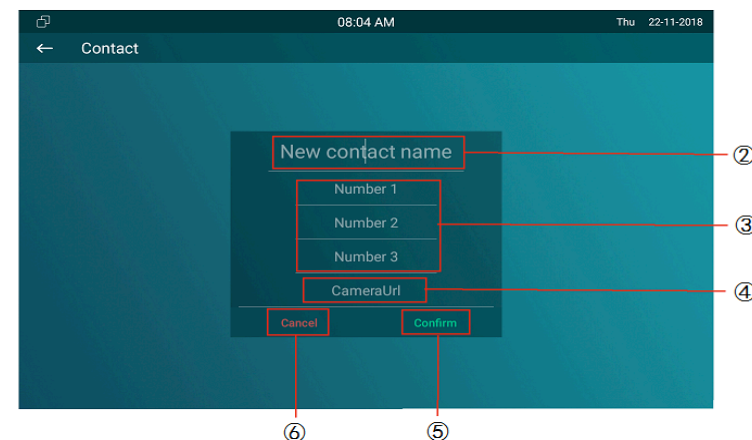 08:04 AM Thu 22-11-2018
← Contact
New contact name ②
Number 1
Number 2 ③
Number 3
CameraUrl ④
Cancel Confirm
⑥ ⑤